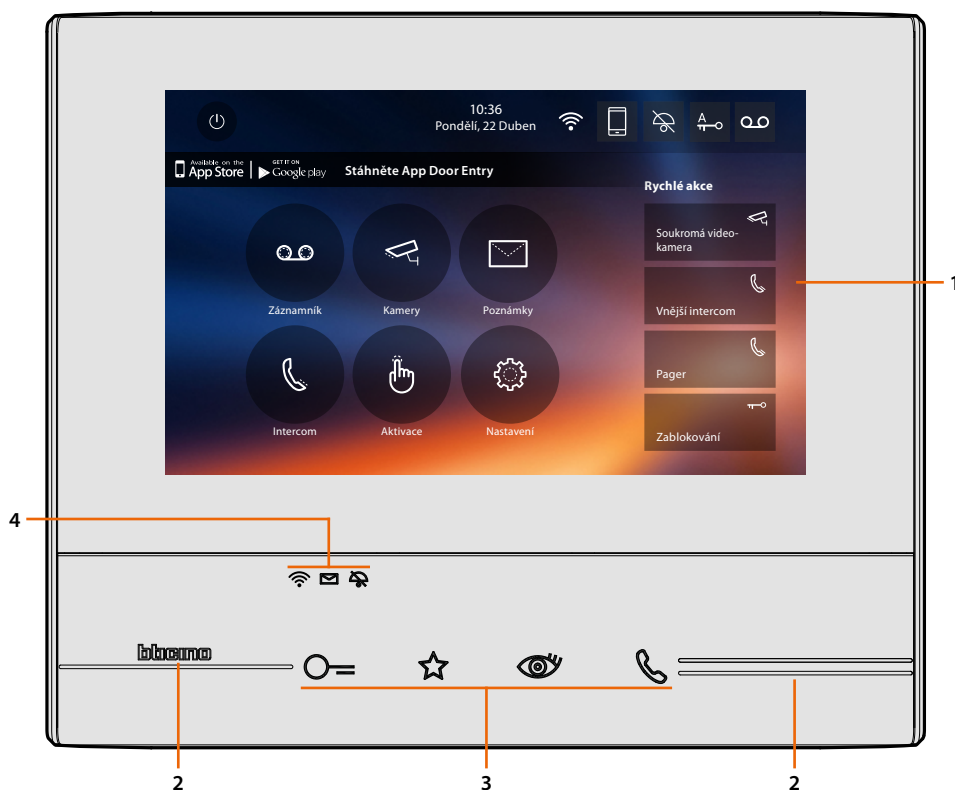 10:36
Pondělí, 22 Duben
A
Available on the
App Store
GET IT ON
Google play
Stáhněte App Door Entry
Rychlé akce
Soukromá video-
kamera
Vnější intercom
Pager
Zablokování
Záznamník
Kamery
Poznámky
Intercom
Aktivace
Nastavení
1
4
bticino
2
3
2